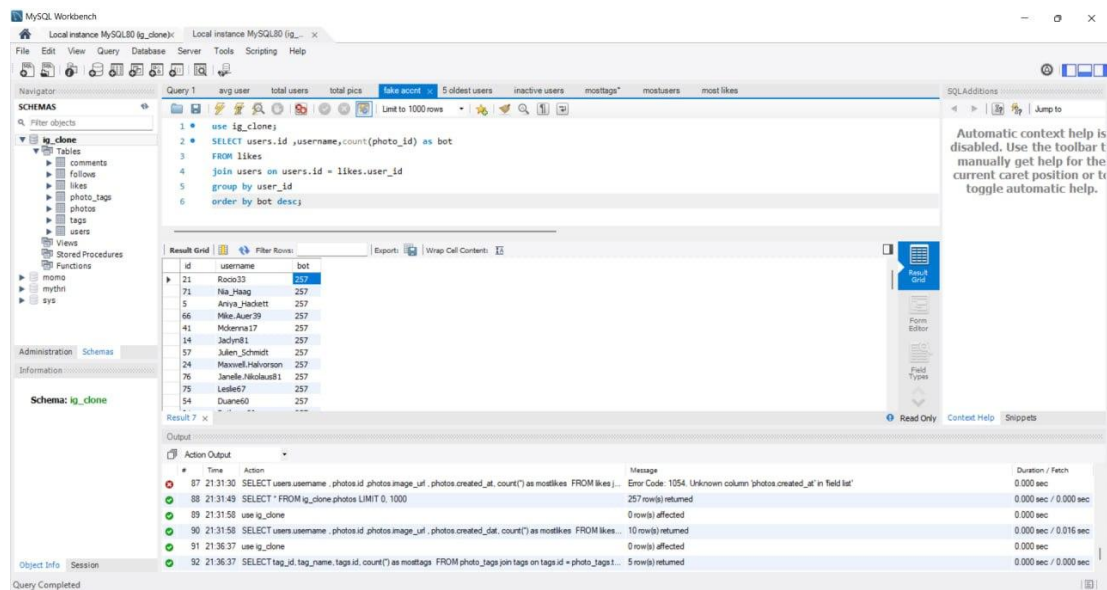 MySQL Workbench
Local instance MySQL80 (ig_clone) x Local instance MySQL80 (ig_... x
File Edit View Query Database Server Tools Scripting Help
Navigator
SCHEMAS
Filter objects
ig_clone
Tables
comments
follows
likes
photo_tags
photos
tags
users
Views
Stored Procedures
Functions
momo
mythri
sys
Administration Schemas
Information
Schema: ig_clone
Object Info Session
Query 1 avg user total users total pics fake accnt x 5 oldest users inactive users mosttags* mostusers most likes
Limit to 1000 rows
1 use ig_clone;
2 SELECT users.id ,username,count(photo_id) as bot
3 FROM likes
4 join users on users.id = likes.user_id
5 group by user_id
6 order by bot desc;
Result Grid Filter Rows: Export: Wrap Cell Content:
id username bot
21 Rocio33 257
71 Nia_Haag 257
5 Aniya_Hackett 257
66 Mike.Auer39 257
41 Mckenna17 257
14 Jaclyn81 257
57 Julien_Schmidt 257
24 Maxwell.Halvorson 257
76 Janelle.Nikolaus81 257
75 Leslie67 257
54 Duane60 257
Result Grid
Form Editor
Field Types
Result 7 x Read Only
SQLAdditions
Jump to
Automatic context help is
disabled. Use the toolbar t
manually get help for the
current caret position or to
toggle automatic help.
Context Help Snippets
Output
Action Output
# Time Action Message Duration / Fetch
87 21:31:30 SELECT users.username , photos.id ,photos.image_url , photos.created_at, count(*) as mostlikes FROM likes j... Error Code: 1054. Unknown column 'photos.created_at' in 'field list' 0.000 sec
88 21:31:49 SELECT * FROM ig_clone.photos LIMIT 0, 1000 257 row(s) returned 0.000 sec / 0.000 sec
89 21:31:58 use ig_clone 0 row(s) affected 0.000 sec
90 21:31:58 SELECT users.username , photos.id ,photos.image_url , photos.created_dat, count(*) as mostlikes FROM likes... 10 row(s) returned 0.000 sec / 0.016 sec
91 21:36:37 use ig_clone 0 row(s) affected 0.000 sec
92 21:36:37 SELECT tag_id, tag_name, tags.id, count(*) as mosttags FROM photo_tags join tags on tags.id = photo_tags.t... 5 row(s) returned 0.000 sec / 0.000 sec
Query Completed